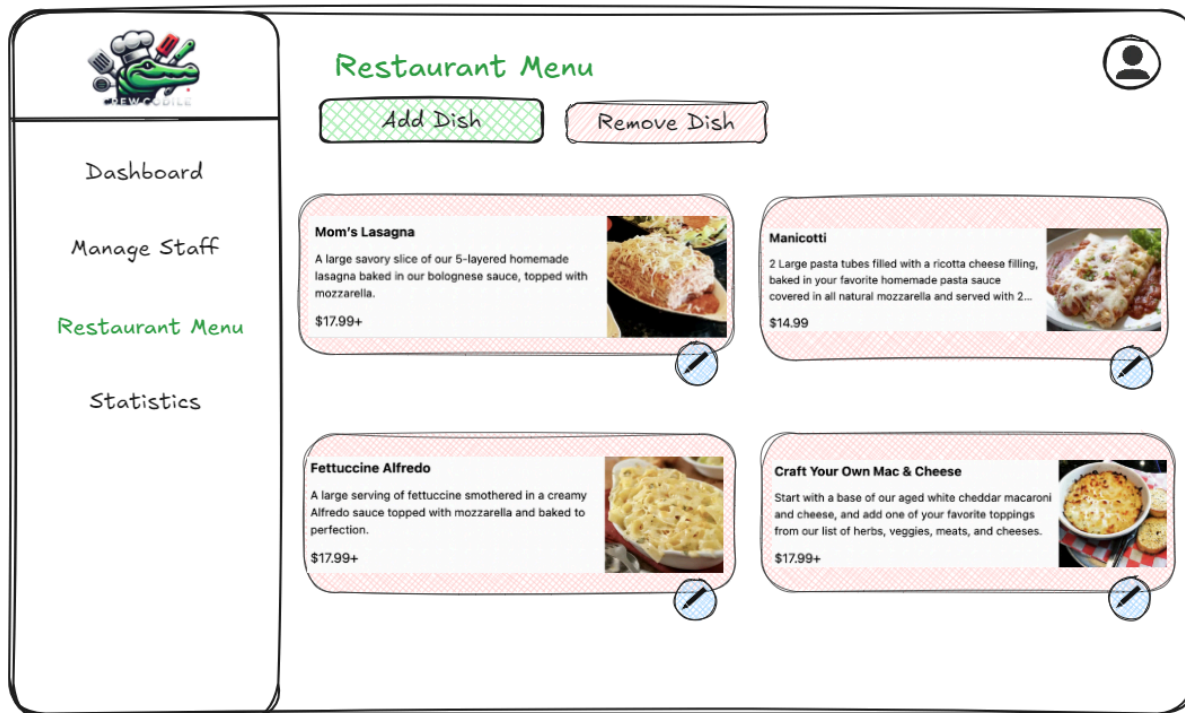 CREWCODILE
Dashboard
Manage Staff
Restaurant Menu
Statistics
Restaurant Menu
Add Dish
Remove Dish
Mom's Lasagna
A large savory slice of our 5-layered homemade
lasagna baked in our bolognese sauce, topped with
mozzarella.
$17.99+
Manicotti
2 Large pasta tubes filled with a ricotta cheese filling,
baked in your favorite homemade pasta sauce
covered in all natural mozzarella and served with 2...
$14.99
Fettuccine Alfredo
A large serving of fettuccine smothered in a creamy
Alfredo sauce topped with mozzarella and baked to
perfection.
$17.99+
Craft Your Own Mac & Cheese
Start with a base of our aged white cheddar macaroni
and cheese, and add one of your favorite toppings
from our list of herbs, veggies, meats, and cheeses.
$17.99+